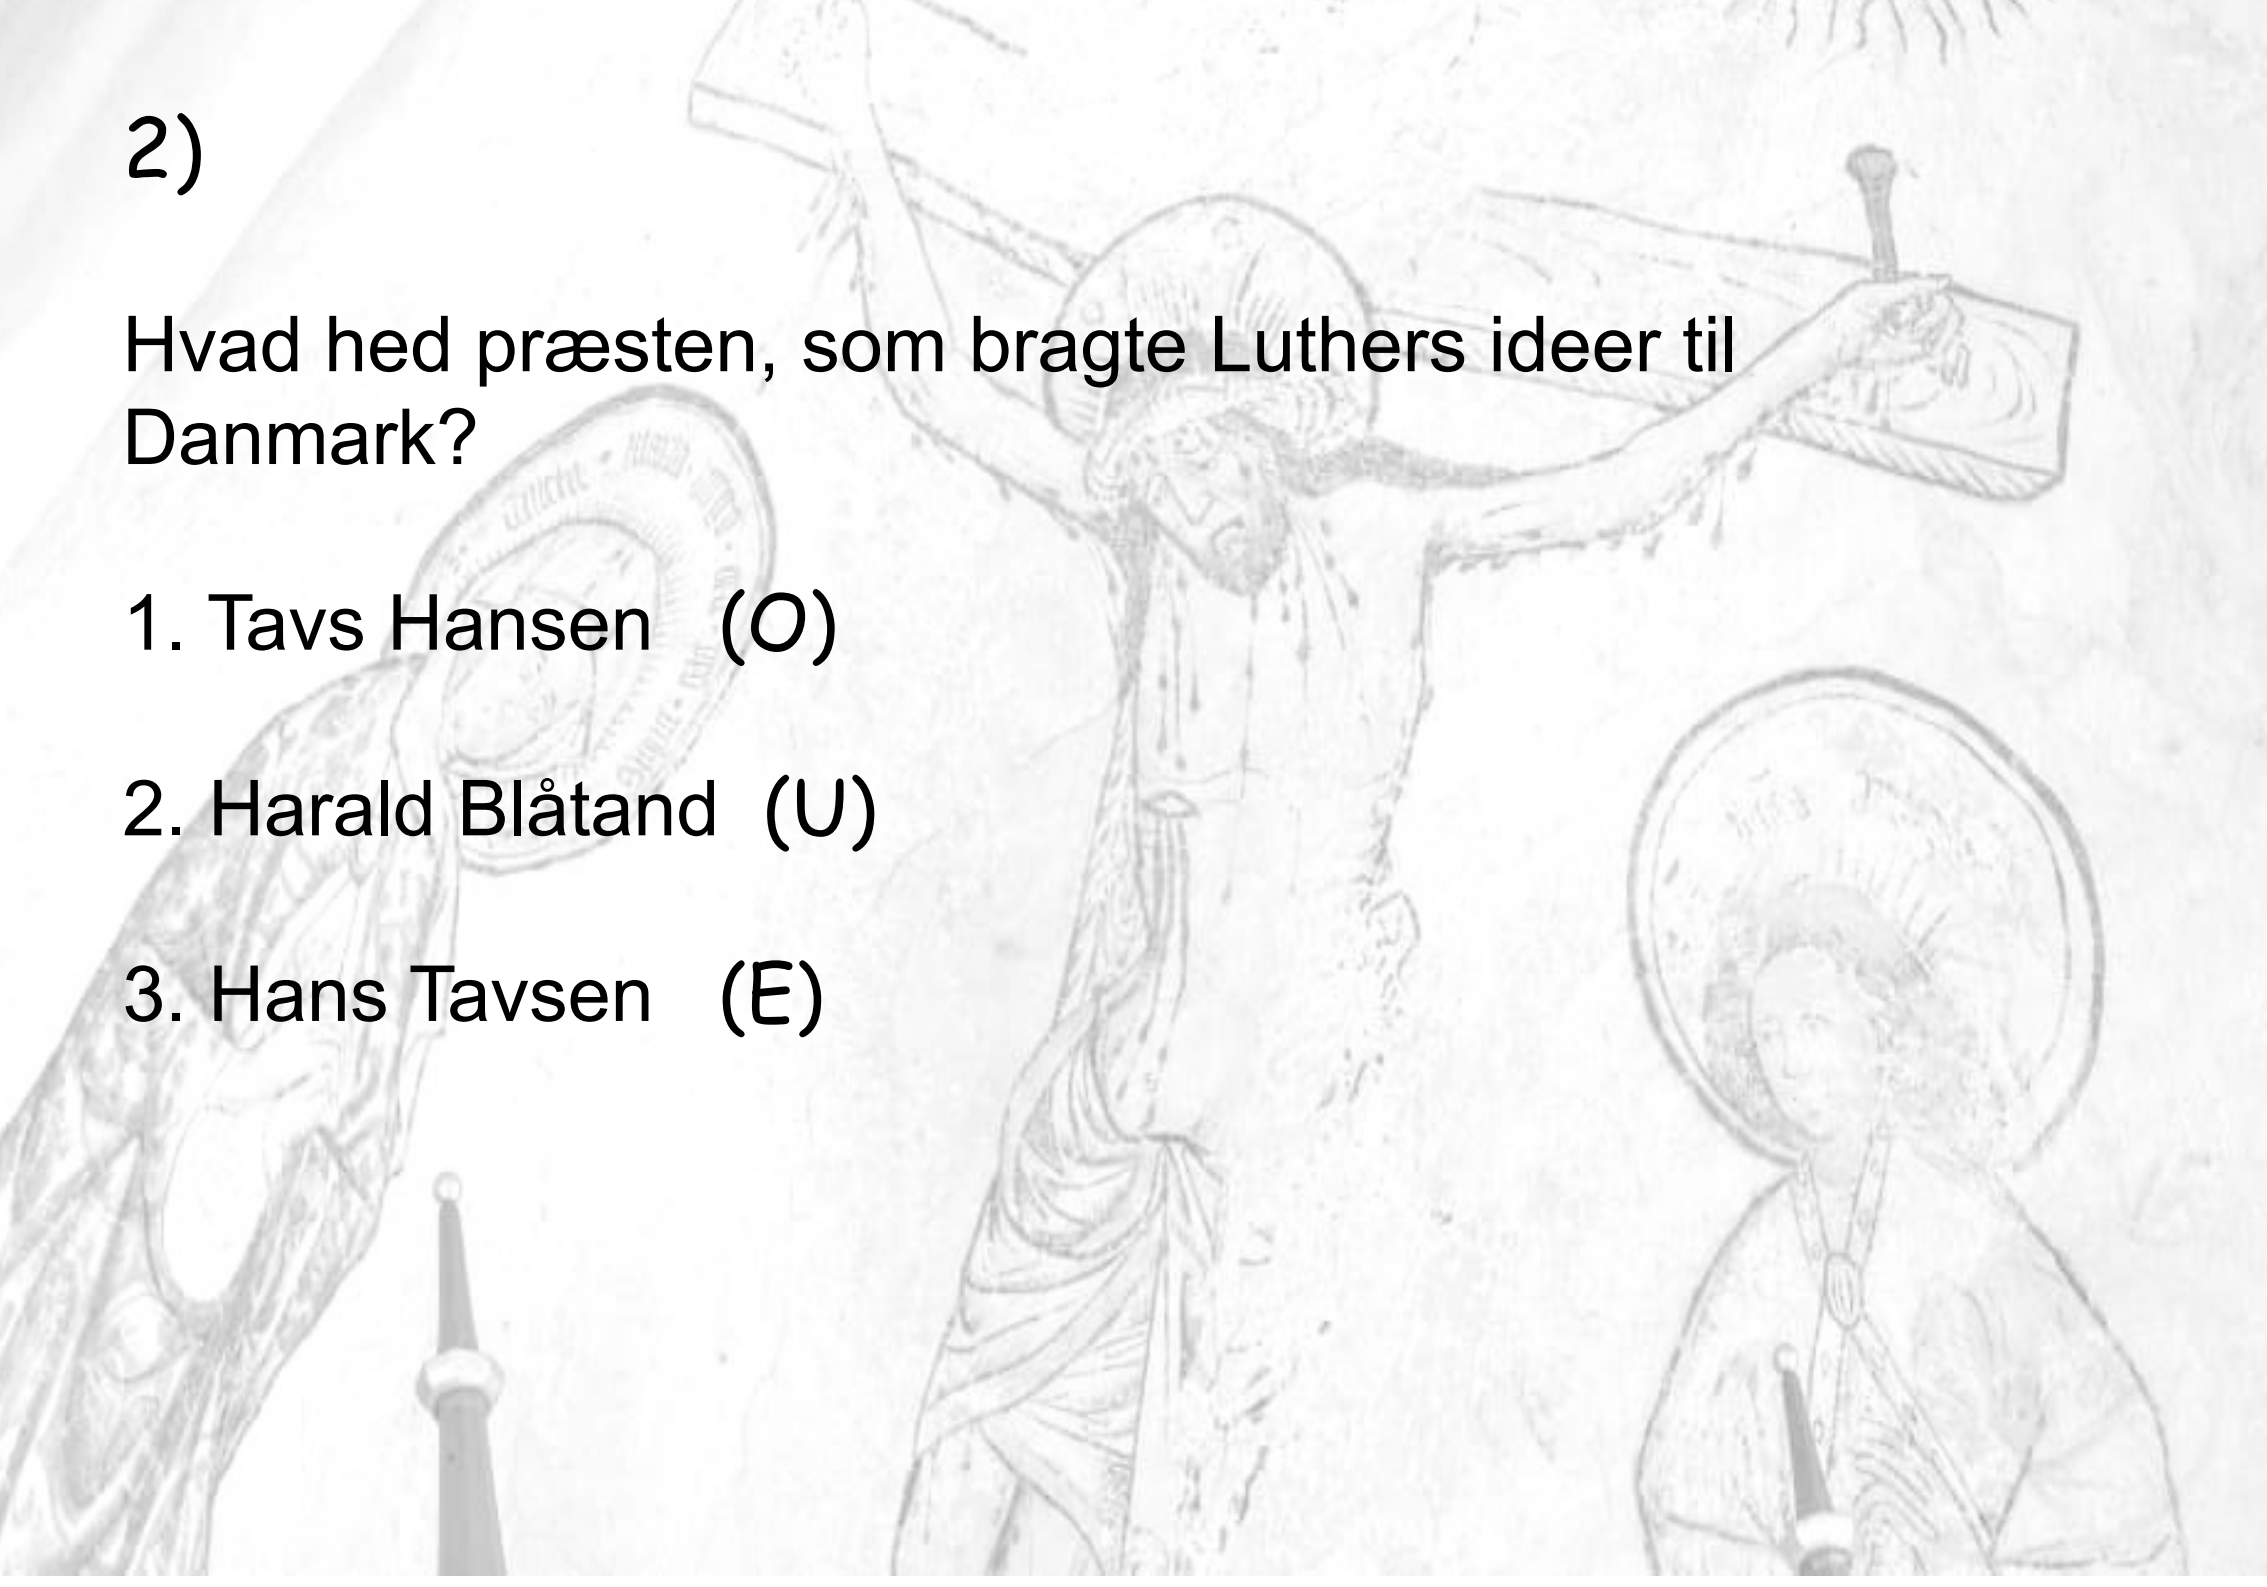 2)
Hvad hed præsten, som bragte Luthers ideer til
Danmark?
1. Tavs Hansen (O)
2. Harald Blåtand (U)
3. Hans Tavsen (E)